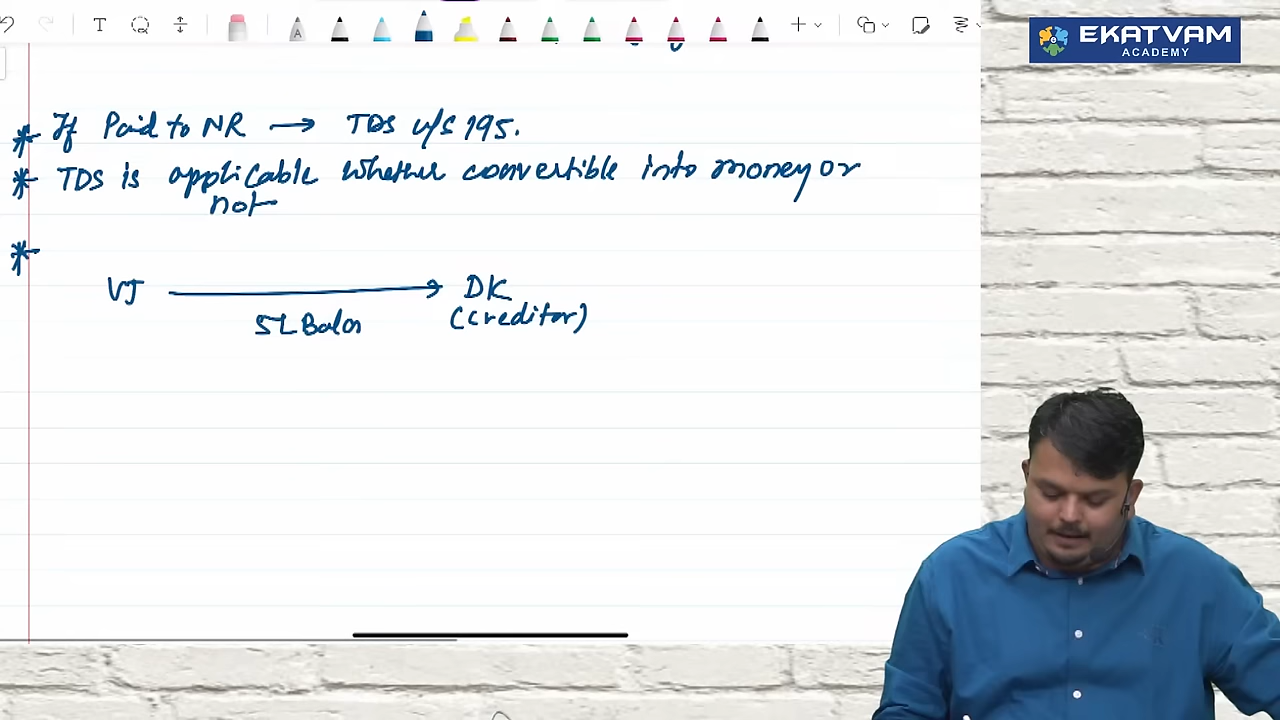 EKATVAM
ACADEMY
* If Paid to NR → TDS u/s 195.
* TDS is applicable whether convertible into money or
not
*
VJ → DK
5L Balan (Creditor)